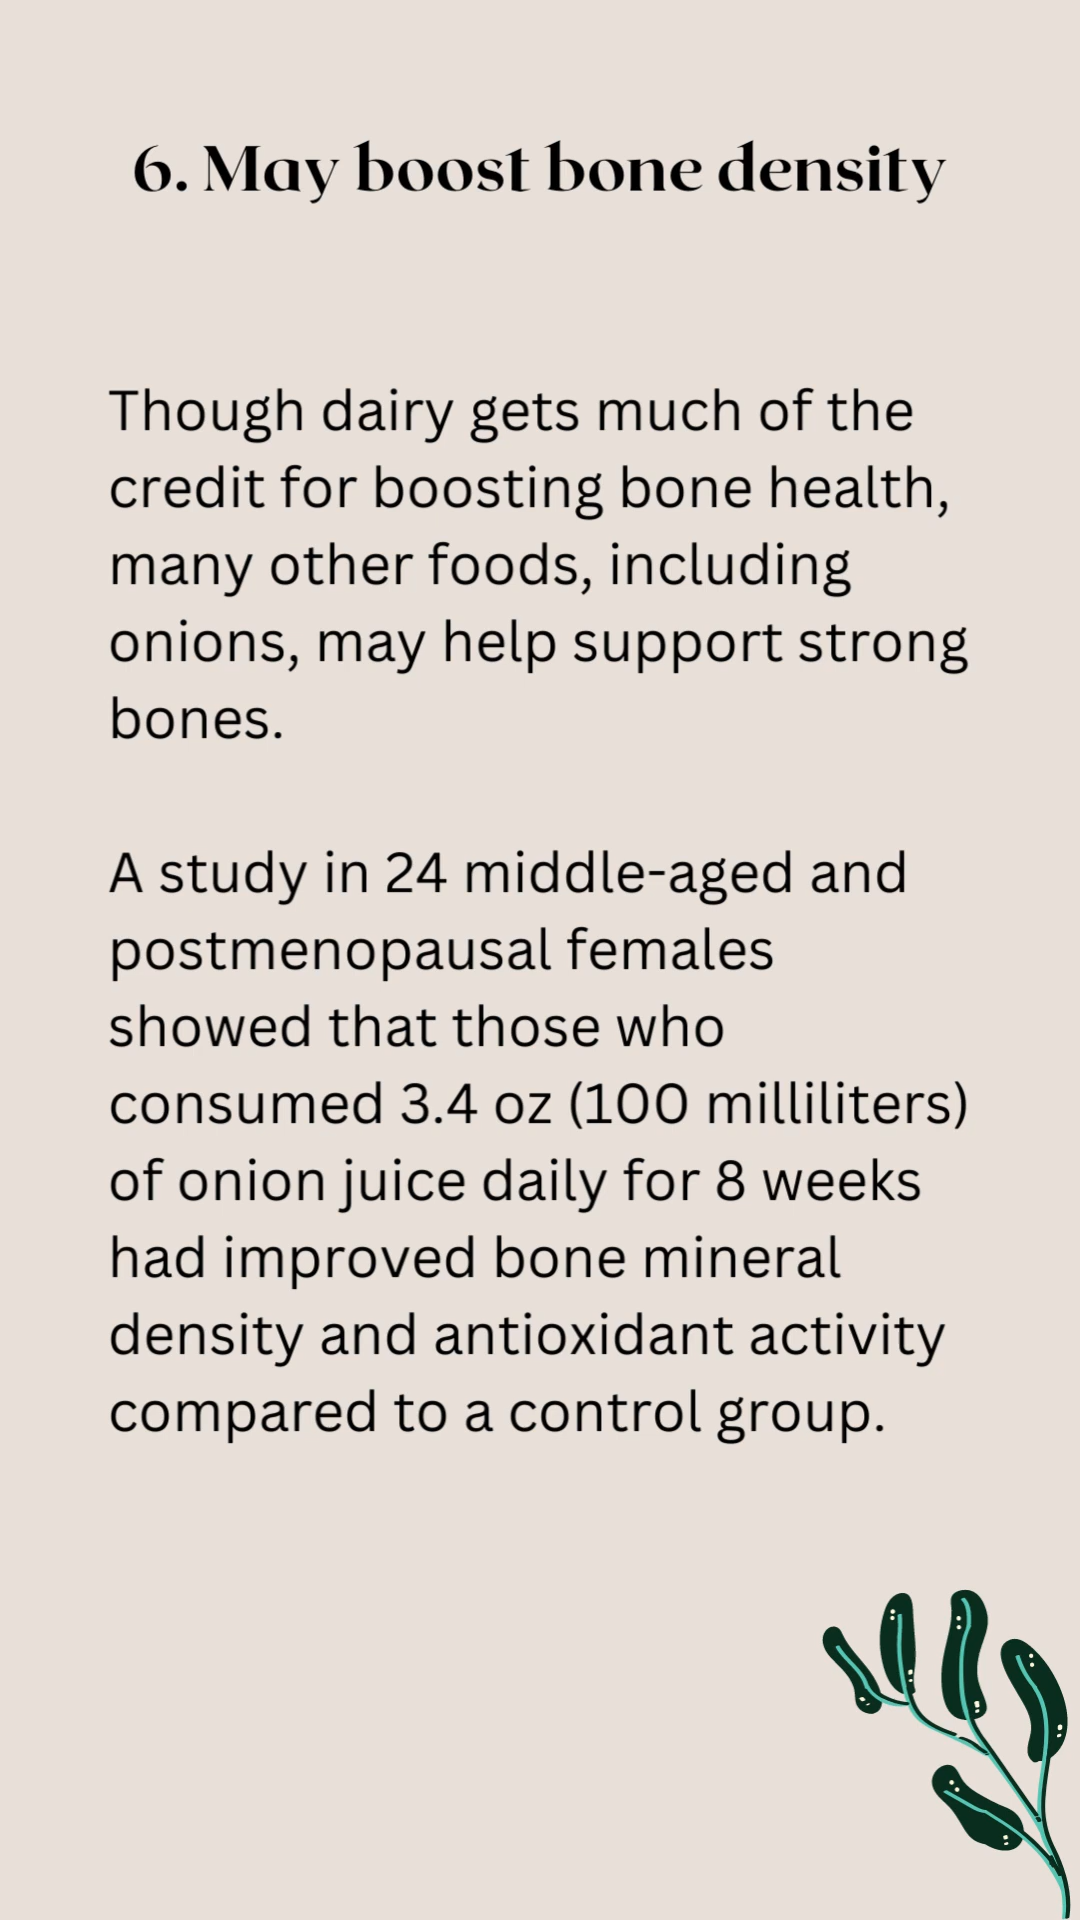 6. May boost bone density
Though dairy gets much of the
credit for boosting bone health,
many other foods, including
onions, may help support strong
bones.
A study in 24 middle-aged and
postmenopausal females
showed that those who
consumed 3.4 oz (100 milliliters)
of onion juice daily for 8 weeks
had improved bone mineral
density and antioxidant activity
compared to a control group.